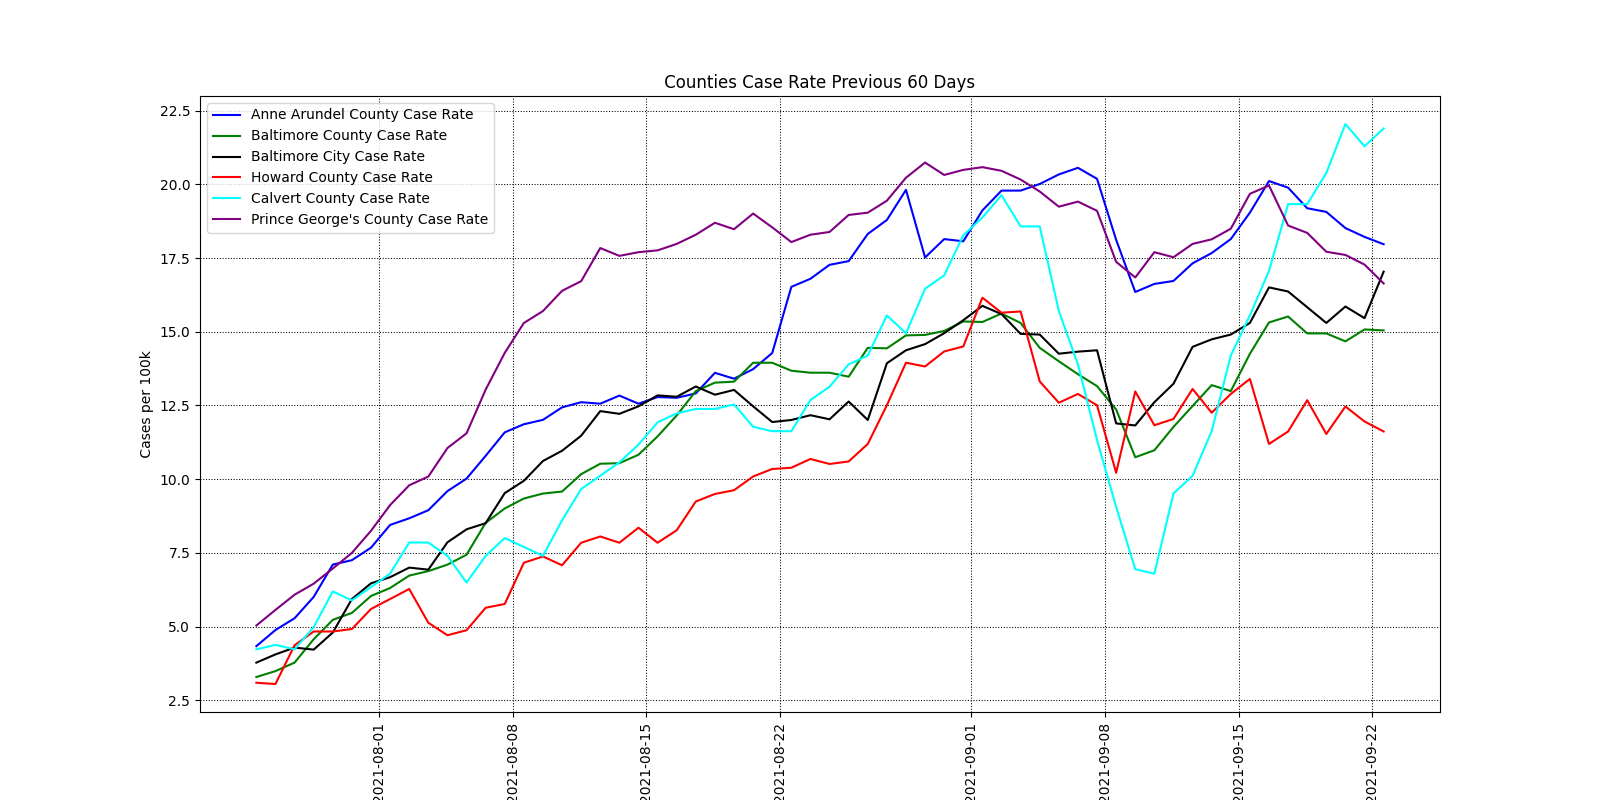 Counties Case Rate Previous 60 Days
Anne Arundel County Case Rate
Baltimore County Case Rate
Baltimore City Case Rate
Howard County Case Rate
Calvert County Case Rate
Prince George's County Case Rate
Cases per 100k
22.5
20.0
17.5
15.0
12.5
10.0
7.5
5.0
2.5
2021-08-01
2021-08-08
2021-08-15
2021-08-22
2021-09-01
2021-09-08
2021-09-15
2021-09-22